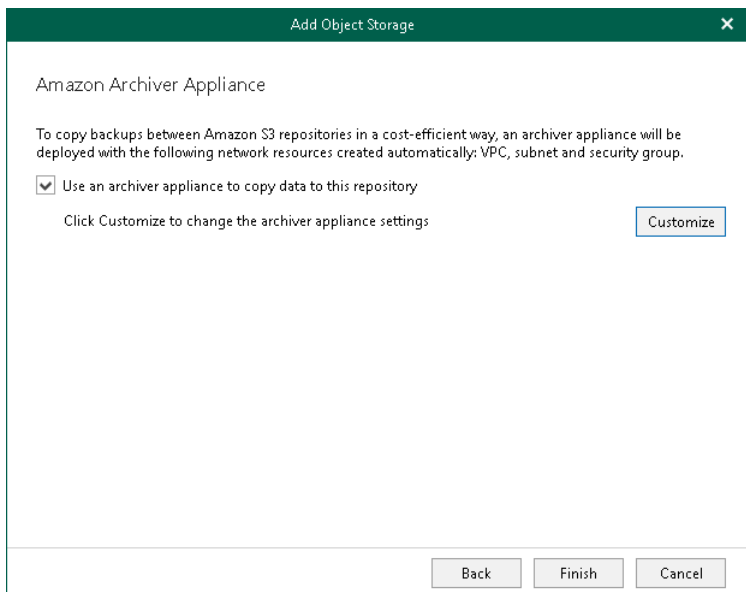 Add Object Storage
Amazon Archiver Appliance
To copy backups between Amazon S3 repositories in a cost-efficient way, an archiver appliance will be
deployed with the following network resources created automatically: VPC, subnet and security group.
Use an archiver appliance to copy data to this repository
Click Customize to change the archiver appliance settings
Customize
Back
Finish
Cancel